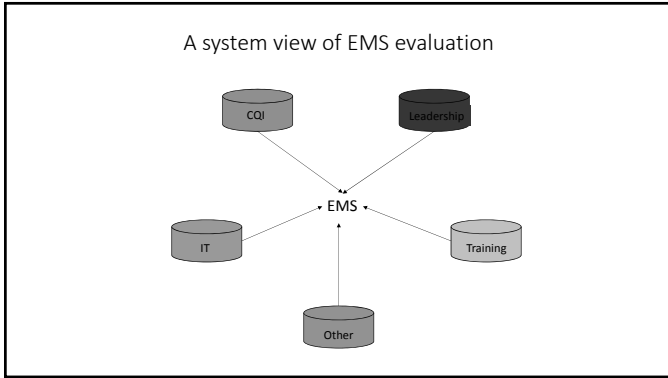 A system view of EMS evaluation
CQI
Leadership
EMS
IT
Training
Other